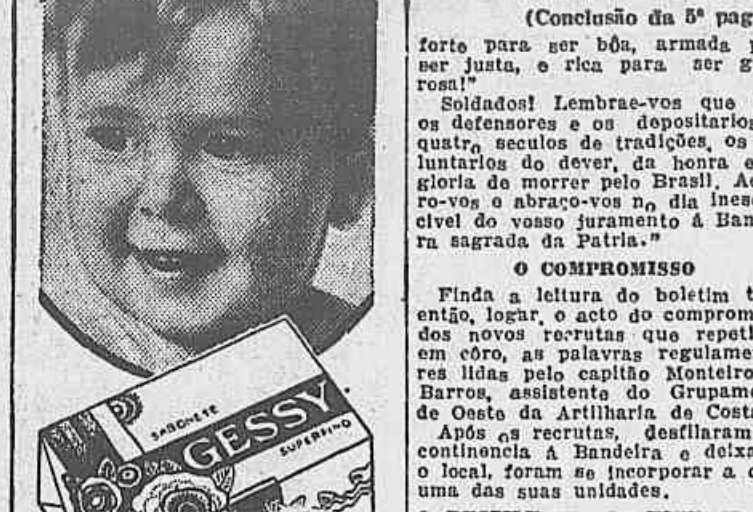 SABONETE
GESSY
SUPERFINO
(Conclusão da 5ª pag
forte para ser bôa, armada
ser justa, e rica para ser g
rosa!"
Soldados! Lembrae-vos que
os defensores e os depositarios
quatro seculos de tradições, os
luntarios do dever, da honra e
gloria de morrer pelo Brasil. A
ro-vos e abraço-vos no dia ines
civel do vosso juramento á Ban
ra sagrada da Patria."
O COMPROMISSO
Finda a leitura do boletim t
então, logar, o acto do comprom
dos novos recrutas que repeti
em côro, as palavras regulame
res lidas pelo capitão Monteiro
Barros, assistente do Grupam
de Oeste da Artilharia de Cost
Após os recrutas, desfilaram
continencia á Bandeira e deixa
o local, foram se incorporar a c
uma das suas unidades.